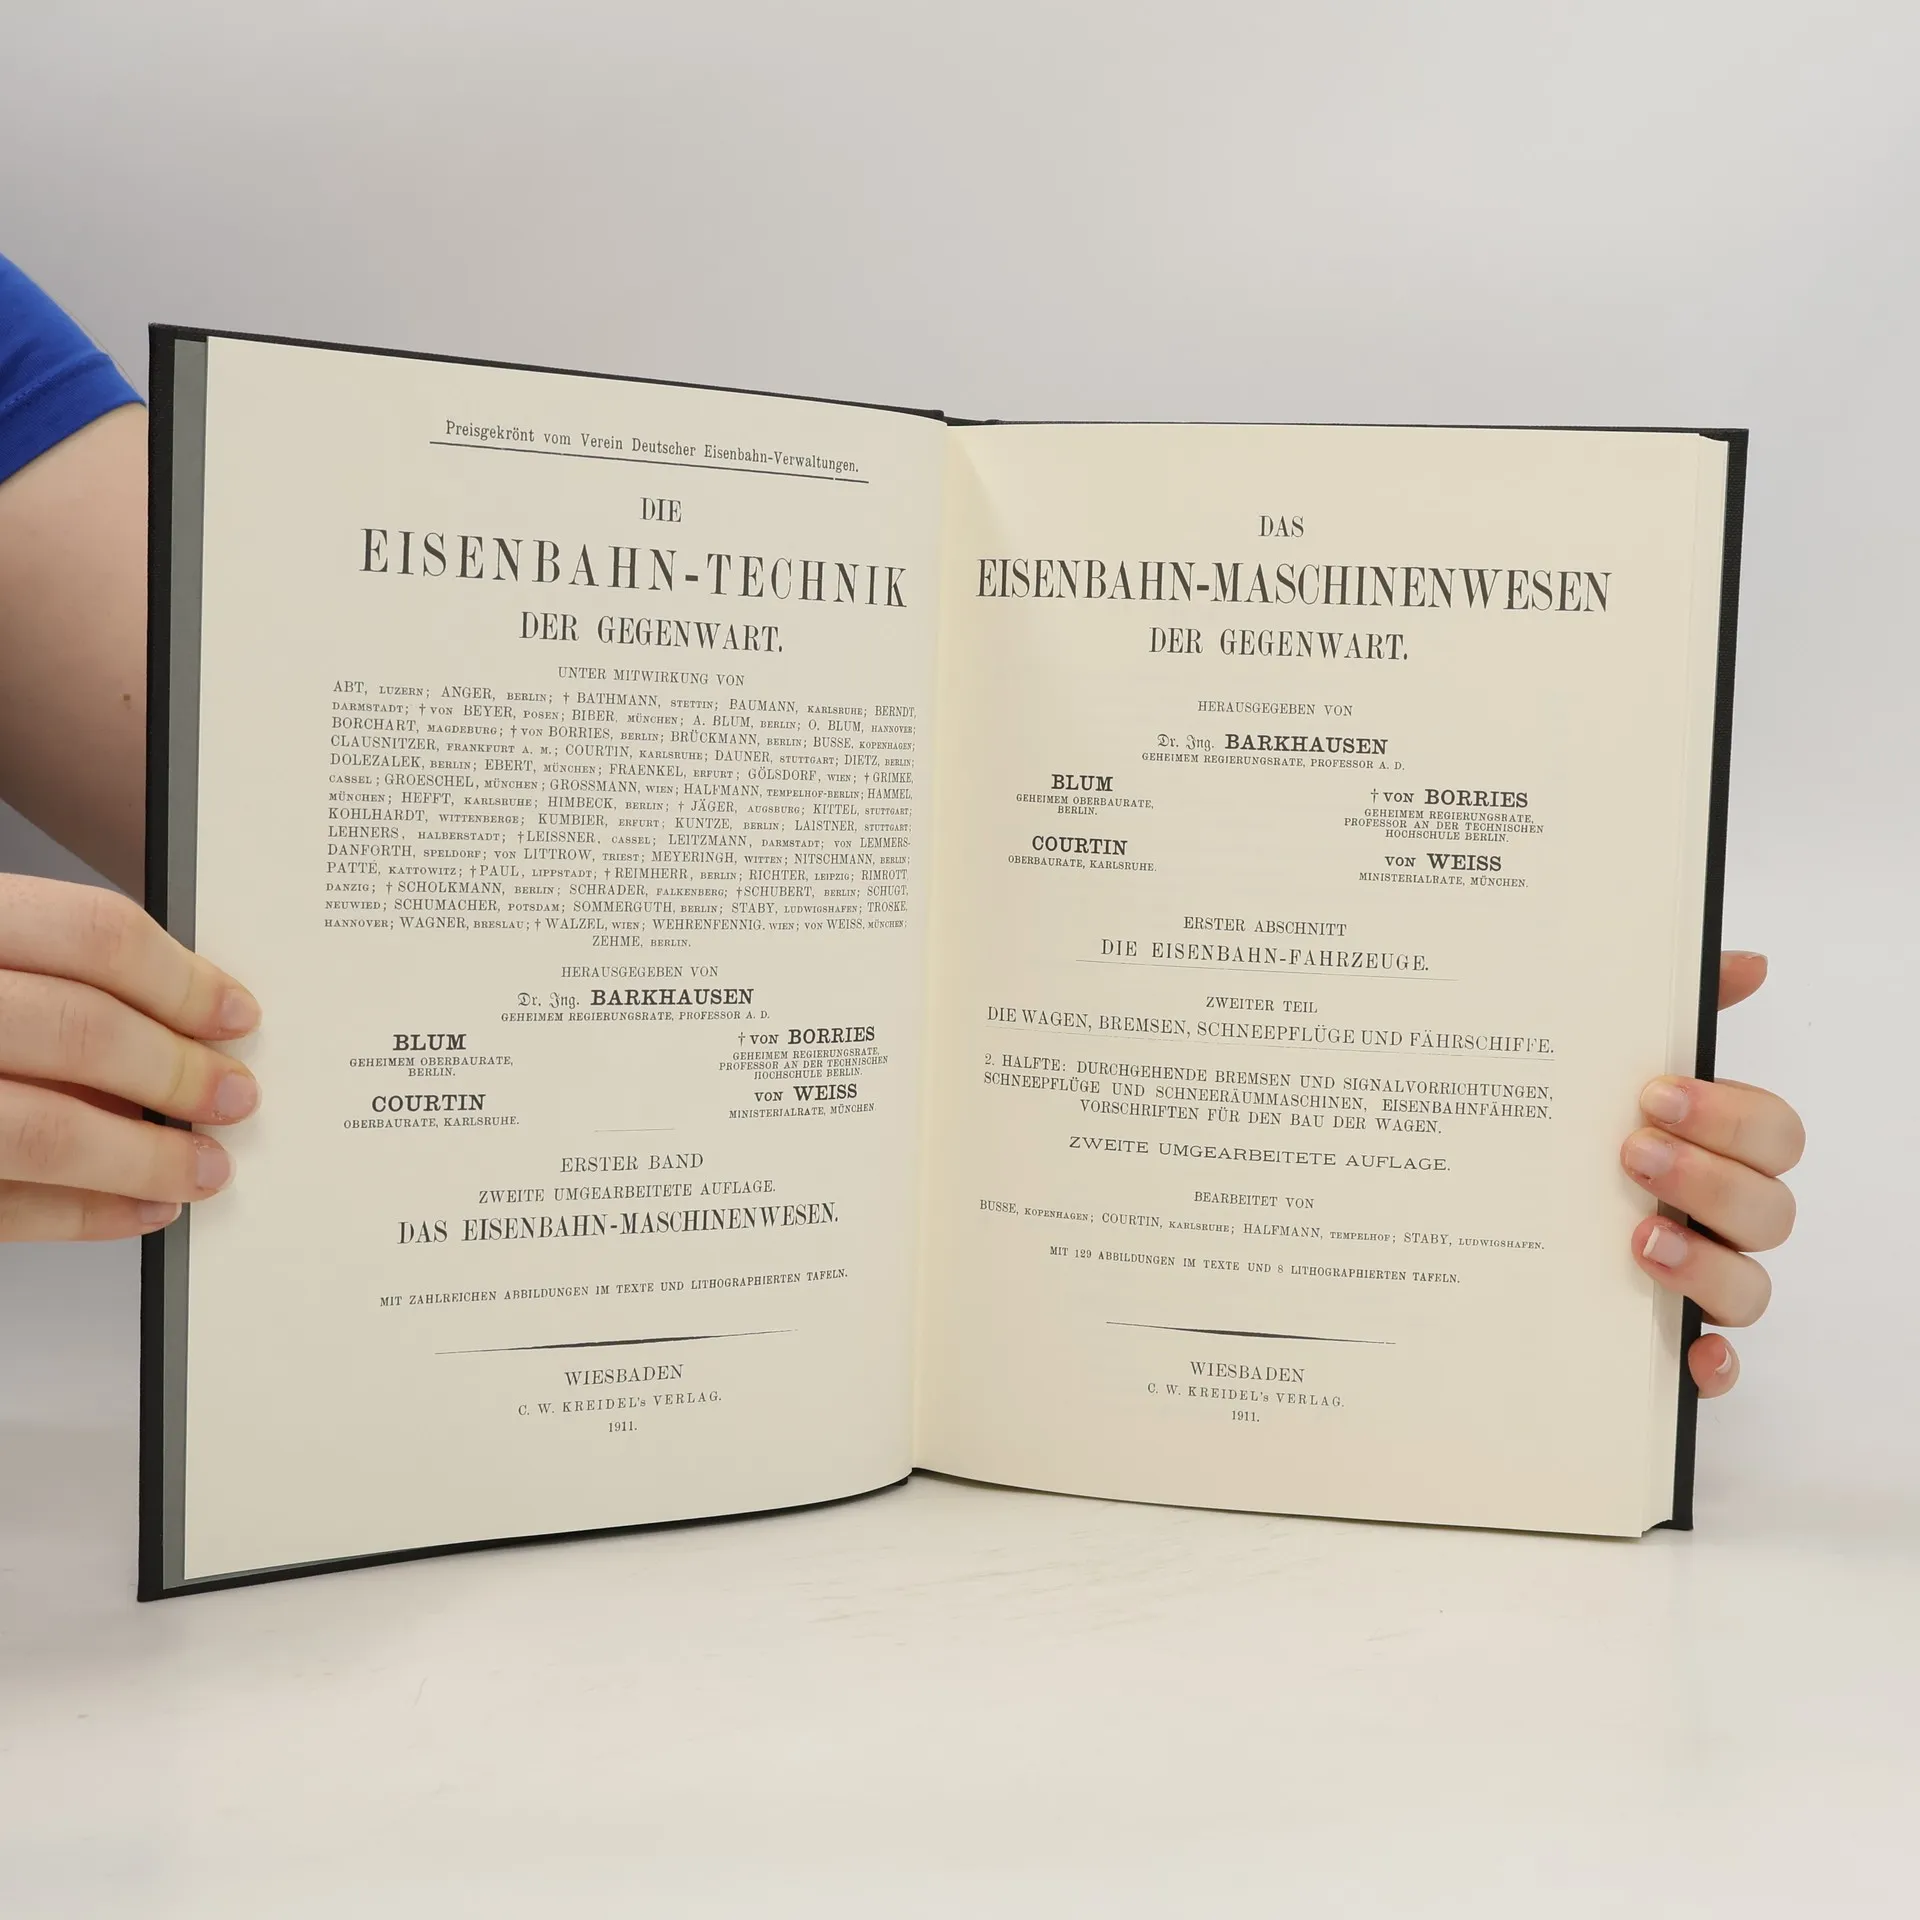 Preisgekrönt vom Verein Deutscher Eisenbahn-Verwaltungen.
DIE
EISENBAHN-TECHNIK
DER GEGENWART.
UNTER MITWIRKUNG VON
ABT, LUZERN; ANGER, BERLIN; † BATHMANN, STETTIN; BAUMANN, KARLSRUHE; BERNDT,
DARMSTADT; † VON BEYER, POSEN; BIBER, MÜNCHEN; A. BLUM, BERLIN; O. BLUM, HANNOVER;
BORCHART, MAGDEBURG; † VON BORRIES, BERLIN; BRÜCKMANN, BERLIN; BUSSE, KOPENHAGEN;
CLAUSNITZER, FRANKFURT A. M.; COURTIN, KARLSRUHE; DAUNER, STUTTGART; DIETZ, BERLIN;
DOLEZALEK, BERLIN; EBERT, MÜNCHEN; FRAENKEL, ERFURT; GÖLSDORF, WIEN; † GRIMKE,
CASSEL; GROESCHEL, MÜNCHEN; GROSSMANN, WIEN; HALFMANN, TEMPELHOF-BERLIN; HAMMEL,
MÜNCHEN; HEFFT, KARLSRUHE; HIMBECK, BERLIN; † JÄGER, AUGSBURG; KITTEL, STUTTGART;
KOHLHARDT, WITTENBERGE; KUMBIER, ERFURT; KUNTZE, BERLIN; LAISTNER, STUTTGART;
LEHNERS, HALBERSTADT; † LEISSNER, CASSEL; LEITZMANN, DARMSTADT; VON LEMMERS-
DANFORTH, SPELDORF; VON LITTROW, TRIEST; MEYERINGH, WITTEN; NITSCHMANN, BERLIN;
PATTÉ, KATTOWITZ; † PAUL, LIPPSTADT; † REIMHERR, BERLIN; RICHTER, LEIPZIG; RIMROTT,
DANZIG; † SCHOLKMANN, BERLIN; SCHRADER, FALKENBERG; † SCHUBERT, BERLIN; SCHUGT,
NEUWIED; SCHUMACHER, POTSDAM; SOMMERGUTH, BERLIN; STABY, LUDWIGSHAFEN; TROSKE,
HANNOVER; WAGNER, BRESLAU; † WALZEL, WIEN; WEHRENFENNIG, WIEN; VON WEISS, MÜNCHEN;
ZEHME, BERLIN.
HERAUSGEGEBEN VON
Dr. Ing. BARKHAUSEN
GEHEIMEM REGIERUNGSRATE, PROFESSOR A. D.
BLUM
GEHEIMEM OBERBAURATE,
BERLIN.
† VON BORRIES
GEHEIMEM REGIERUNGSRATE,
PROFESSOR AN DER TECHNISCHEN
HOCHSCHULE BERLIN.
COURTIN
OBERBAURATE, KARLSRUHE.
VON WEISS
MINISTERIALRATE, MÜNCHEN
ERSTER BAND
ZWEITE UMGEARBEITETE AUFLAGE.
DAS EISENBAHN-MASCHINENWESEN.
MIT ZAHLREICHEN ABBILDUNGEN IM TEXTE UND LITHOGRAPHIERTEN TAFELN.
WIESBADEN
C. W. KREIDEL's VERLAG.
1911.
DAS
EISENBAHN-MASCHINENWESEN
DER GEGENWART.
HERAUSGEGEBEN VON
Dr. Ing. BARKHAUSEN
GEHEIMEM REGIERUNGSRATE, PROFESSOR A. D.
BLUM
GEHEIMEM OBERBAURATE,
BERLIN.
† VON BORRIES
GEHEIMEM REGIERUNGSRATE,
PROFESSOR AN DER TECHNISCHEN
HOCHSCHULE BERLIN.
COURTIN
OBERBAURATE, KARLSRUHE.
VON WEISS
MINISTERIALRATE, MÜNCHEN.
ERSTER ABSCHNITT
DIE EISENBAHN-FAHRZEUGE.
ZWEITER TEIL
DIE WAGEN, BREMSEN, SCHNEEPFLÜGE UND FÄHRSCHIFFE.
2. HALFTE: DURCHGEHENDE BREMSEN UND SIGNALVORRICHTUNGEN,
SCHNEEPFLÜGE UND SCHNEERÄUMMASCHINEN, EISENBAHNFÄHREN.
VORSCHRIFTEN FÜR DEN BAU DER WAGEN.
ZWEITE UMGEARBEITETE AUFLAGE.
BEARBEITET VON
BUSSE, KOPENHAGEN; COURTIN, KARLSRUHE; HALFMANN, TEMPELHOF; STABY, LUDWIGSHAFEN.
MIT 129 ABBILDUNGEN IM TEXTE UND 8 LITHOGRAPHIERTEN TAFELN.
WIESBADEN
C. W. KREIDEL's VERLAG.
1911.